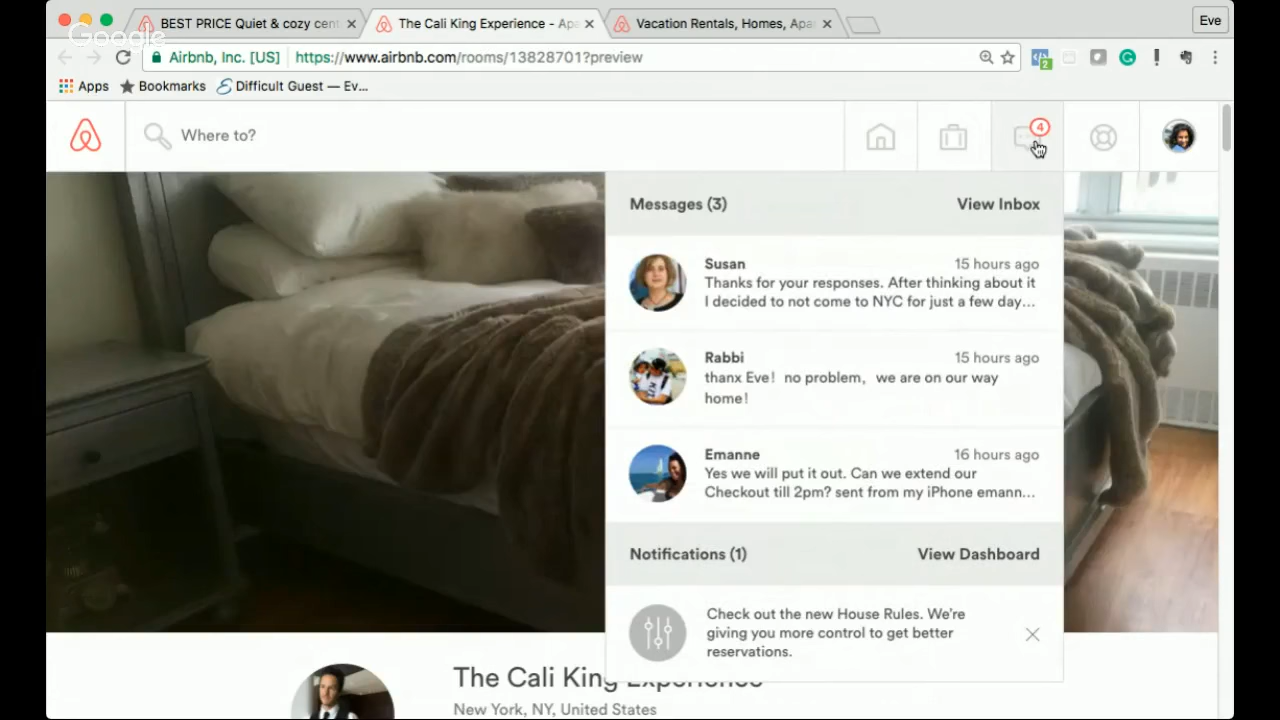 BEST PRICE Quiet & cozy cent
The Cali King Experience - Apa
Vacation Rentals, Homes, Apa
Eve
Google
Airbnb, Inc. [US]
https://www.airbnb.com/rooms/13828701?preview
2
Apps
Bookmarks
Difficult Guest — Ev...
Where to?
4
Messages (3)
View Inbox
Susan
15 hours ago
Thanks for your responses. After thinking about it
I decided to not come to NYC for just a few day...
Rabbi
15 hours ago
thanx Eve！no problem，we are on our way
home！
Emanne
16 hours ago
Yes we will put it out. Can we extend our
Checkout till 2pm? sent from my iPhone emann...
Notifications (1)
View Dashboard
Check out the new House Rules. We're
giving you more control to get better
reservations.
The Cali King Experience
New York, NY, United States